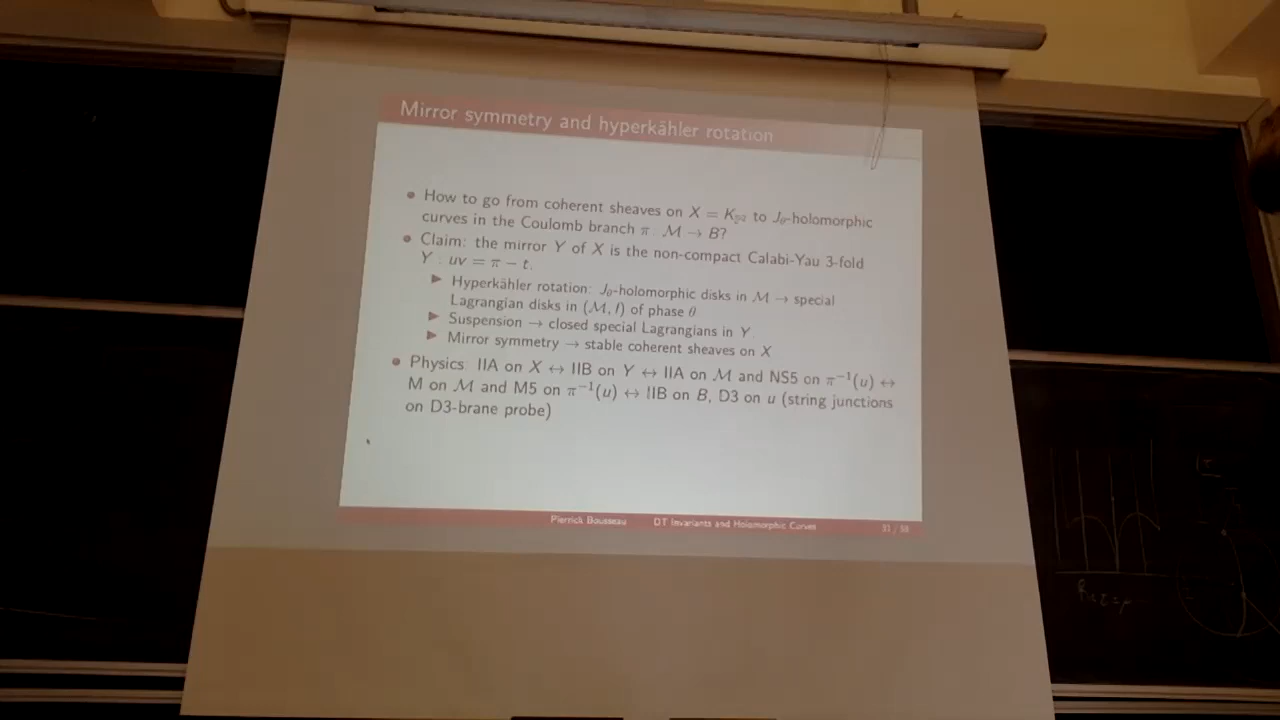 Mirror symmetry and hyperkähler rotation
• How to go from coherent sheaves on X = K_{ℙ²} to J_θ-holomorphic
curves in the Coulomb branch π : M → B?
• Claim: the mirror Y of X is the non-compact Calabi-Yau 3-fold
Y : uv = π − t.
▶ Hyperkähler rotation: J_θ-holomorphic disks in M → special
Lagrangian disks in (M, I) of phase θ
▶ Suspension → closed special Lagrangians in Y.
▶ Mirror symmetry → stable coherent sheaves on X
• Physics: IIA on X ↔ IIB on Y ↔ IIA on M and NS5 on π⁻¹(u) ↔
M on M and M5 on π⁻¹(u) ↔ IIB on B, D3 on u (string junctions
on D3-brane probe)
Pierrick Bousseau DT Invariants and Holomorphic Curves 31 /